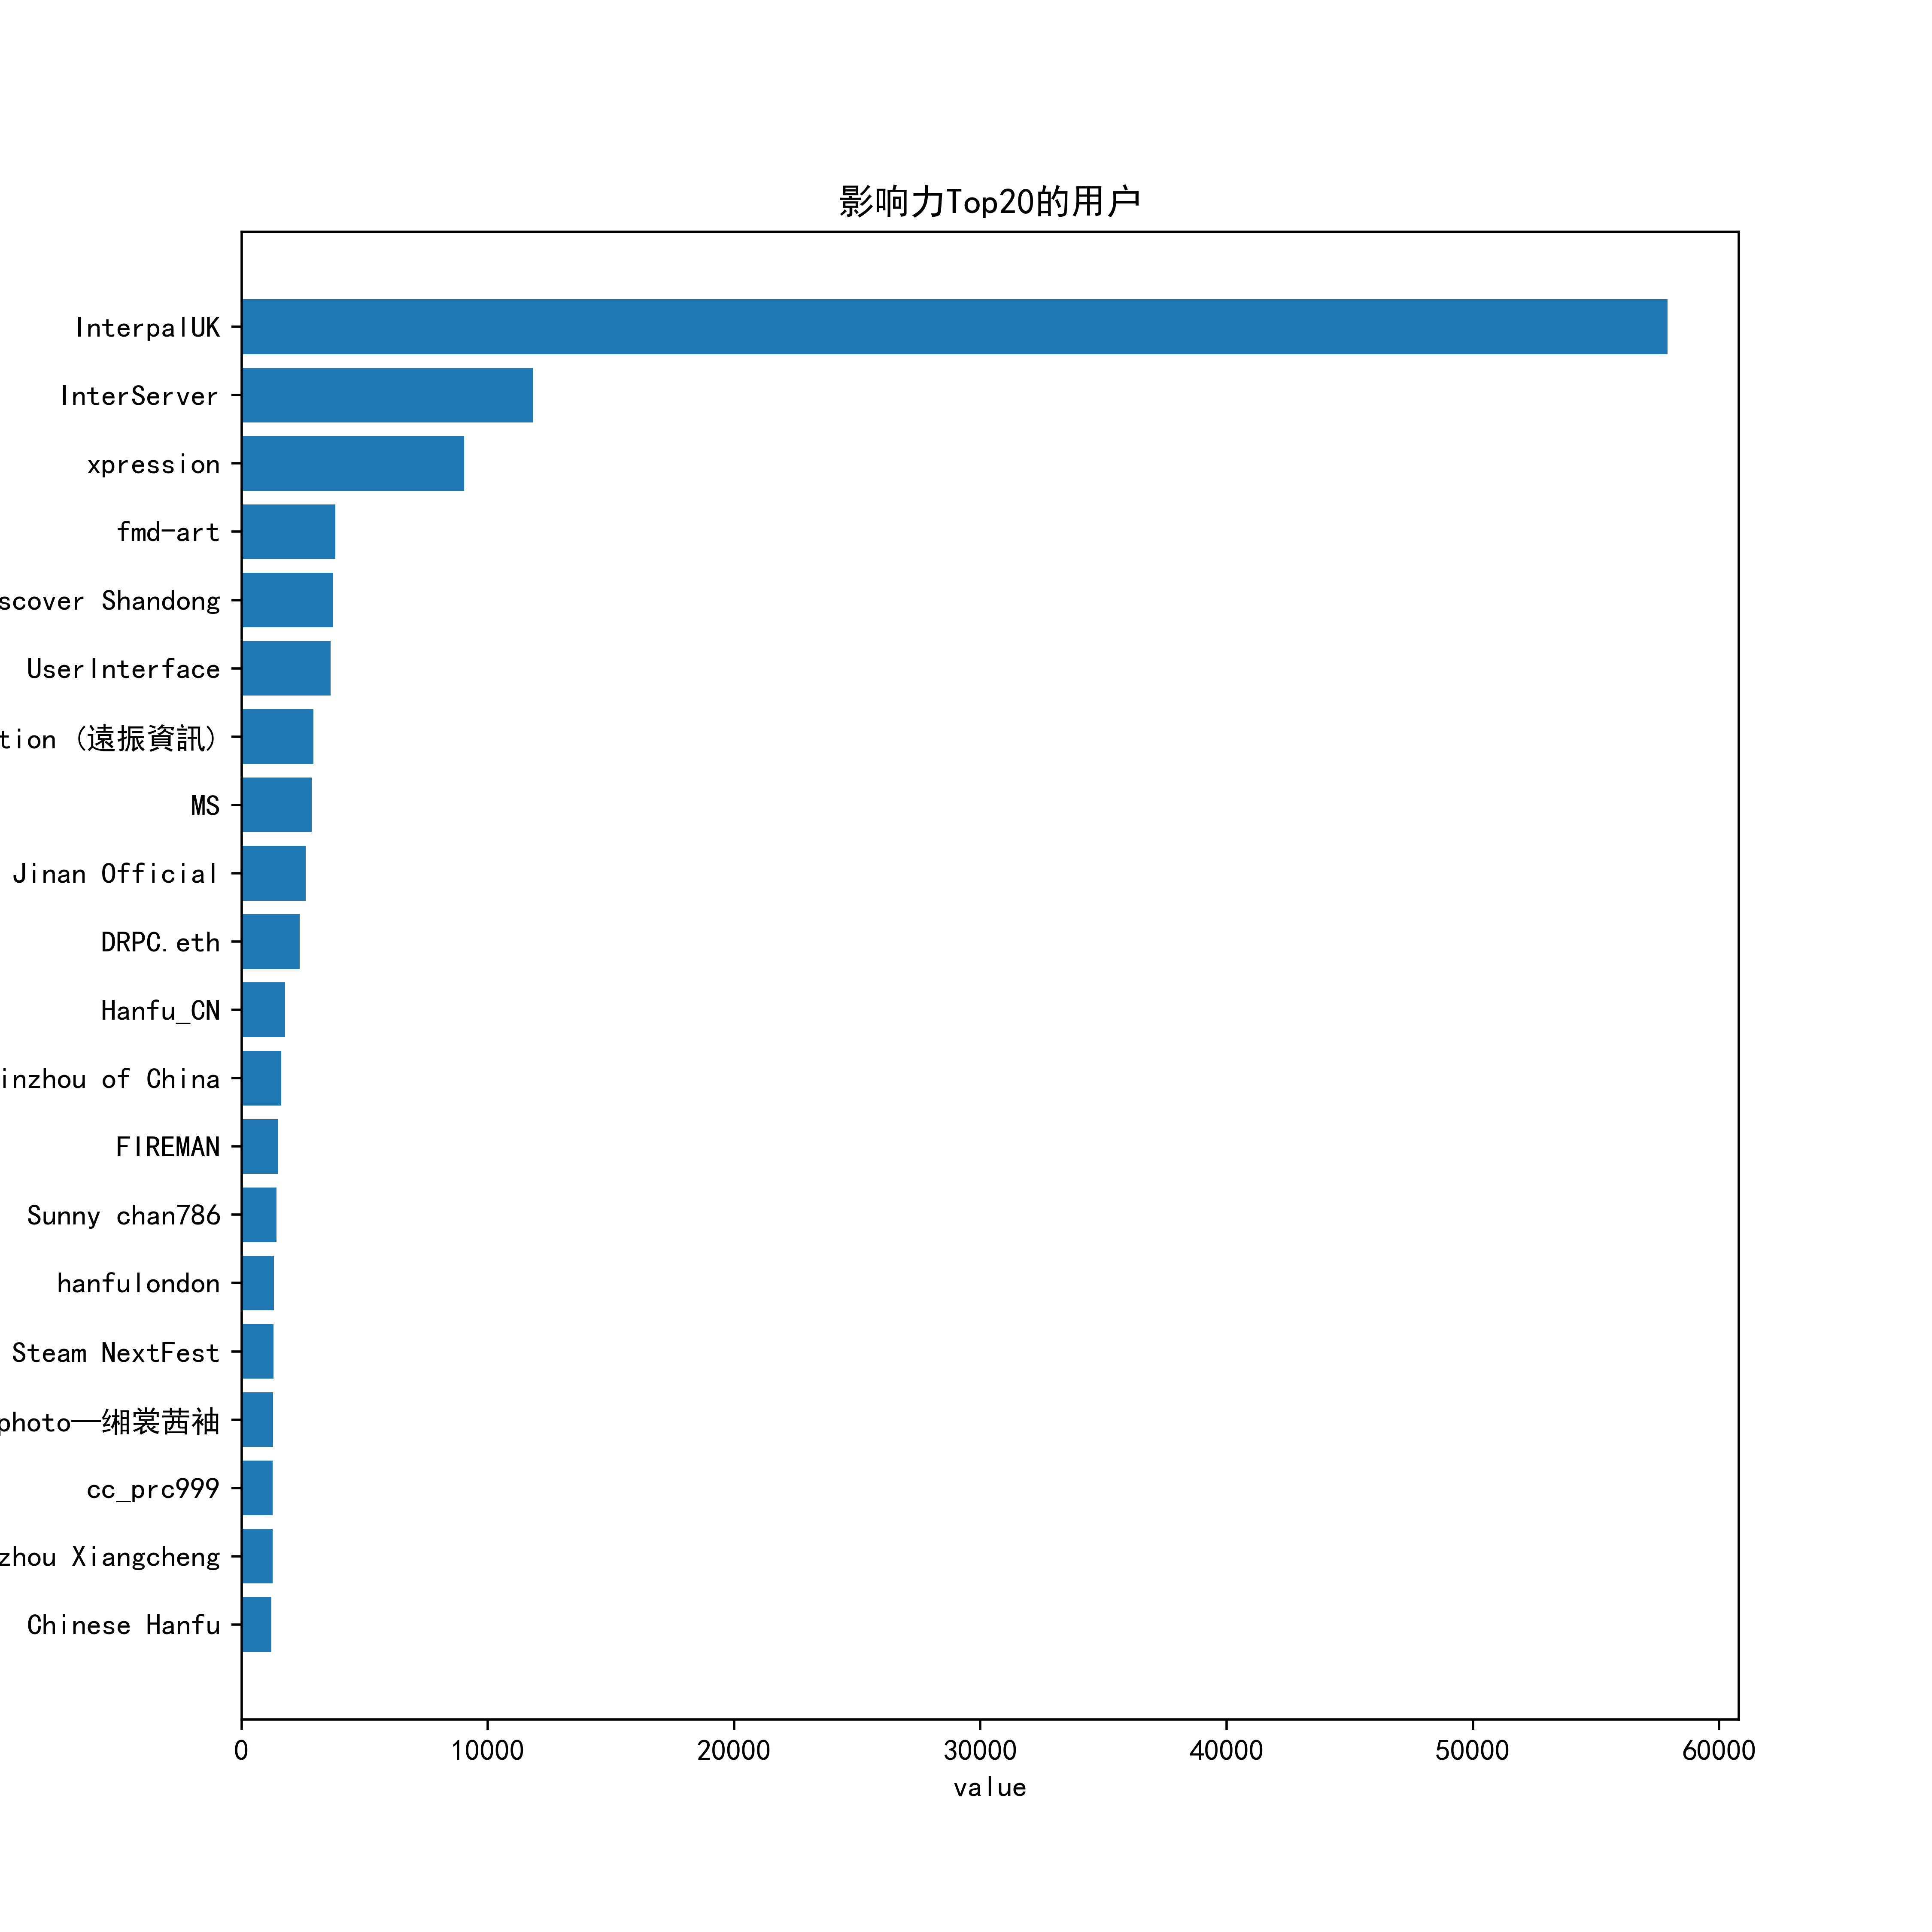 影响力Top20的用户
InterpalUK
InterServer
xpression
fmd-art
scover Shandong
UserInterface
tion (遠振資訊)
MS
Jinan Official
DRPC.eth
Hanfu_CN
inzhou of China
FIREMAN
Sunny chan786
hanfulondon
Steam NextFest
photo——缃裳茜袖
cc_prc999
zhou Xiangcheng
Chinese Hanfu
0 10000 20000 30000 40000 50000 60000
value